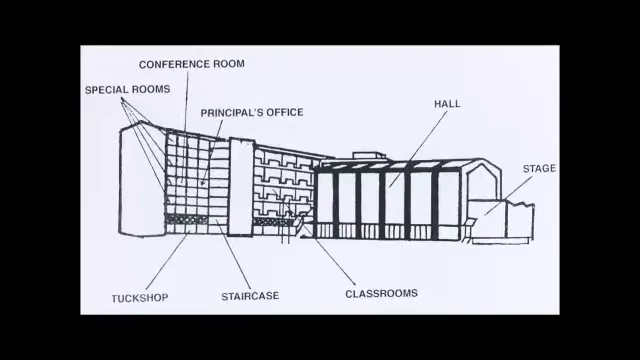 CONFERENCE ROOM
SPECIAL ROOMS
PRINCIPAL'S OFFICE
HALL
STAGE
TUCKSHOP
STAIRCASE
CLASSROOMS